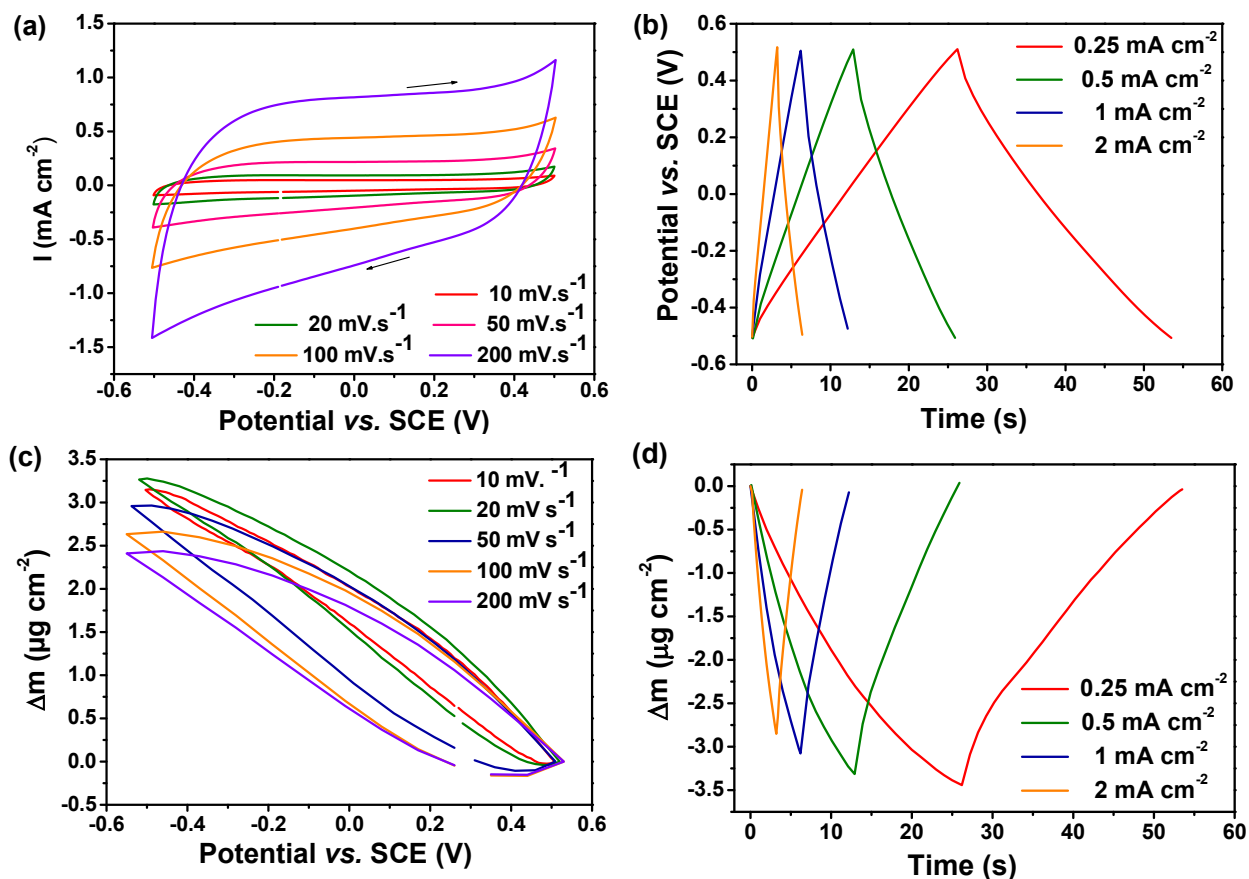 (a)
1.5
1.0
0.5
0.0
-0.5
-1.0
-1.5
I (mA cm-2)
10 mV.s-1
20 mV.s-1
50 mV.s-1
100 mV.s-1
200 mV.s-1
-0.6 -0.4 -0.2 0.0 0.2 0.4 0.6
Potential vs. SCE (V)
(b)
0.6
0.4
0.2
0.0
-0.2
-0.4
-0.6
Potential vs. SCE (V)
0.25 mA cm-2
0.5 mA cm-2
1 mA cm-2
2 mA cm-2
0 10 20 30 40 50 60
Time (s)
(c)
3.5
3.0
2.5
2.0
1.5
1.0
0.5
0.0
-0.5
Δm (µg cm-2)
10 mV. -1
20 mV s-1
50 mV s-1
100 mV s-1
200 mV s-1
-0.6 -0.4 -0.2 0.0 0.2 0.4 0.6
Potential vs. SCE (V)
(d)
0.0
-0.5
-1.0
-1.5
-2.0
-2.5
-3.0
-3.5
Δm (µg cm-2)
0.25 mA cm-2
0.5 mA cm-2
1 mA cm-2
2 mA cm-2
0 10 20 30 40 50 60
Time (s)